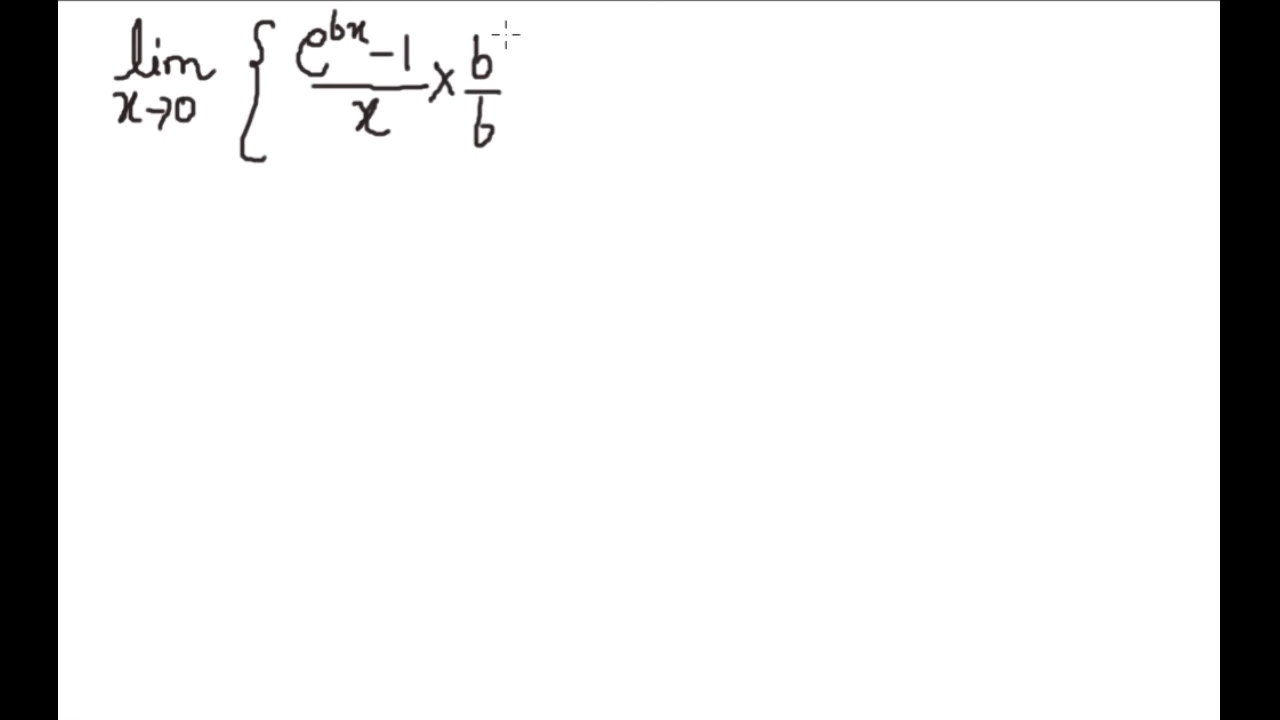 lim x→0 { (e^{bx} - 1)/x × b/b